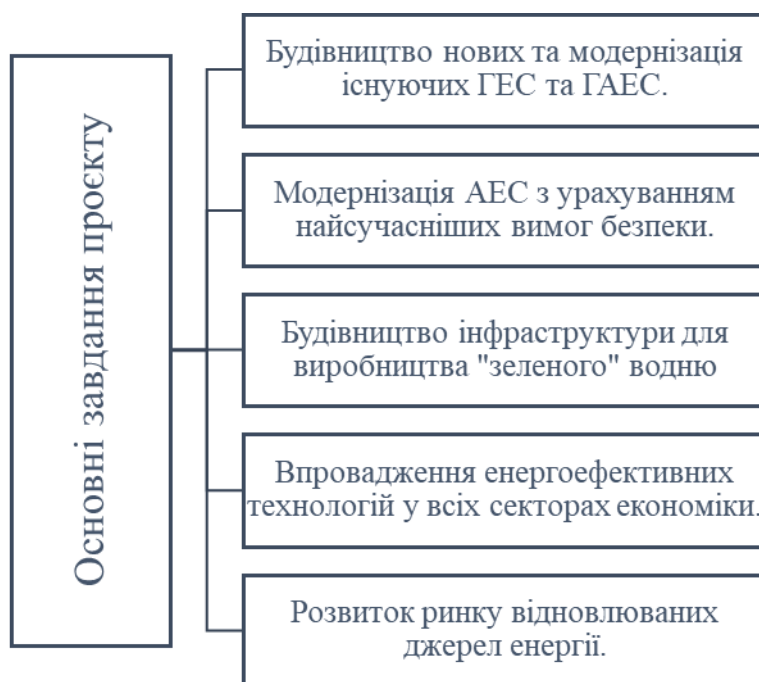 Основні завдання проєкту
Будівництво нових та модернізація
існуючих ГЕС та ГАЕС.
Модернізація АЕС з урахуванням
найсучасніших вимог безпеки.
Будівництво інфраструктури для
виробництва "зеленого" водню
Впровадження енергоефективних
технологій у всіх секторах економіки.
Розвиток ринку відновлюваних
джерел енергії.